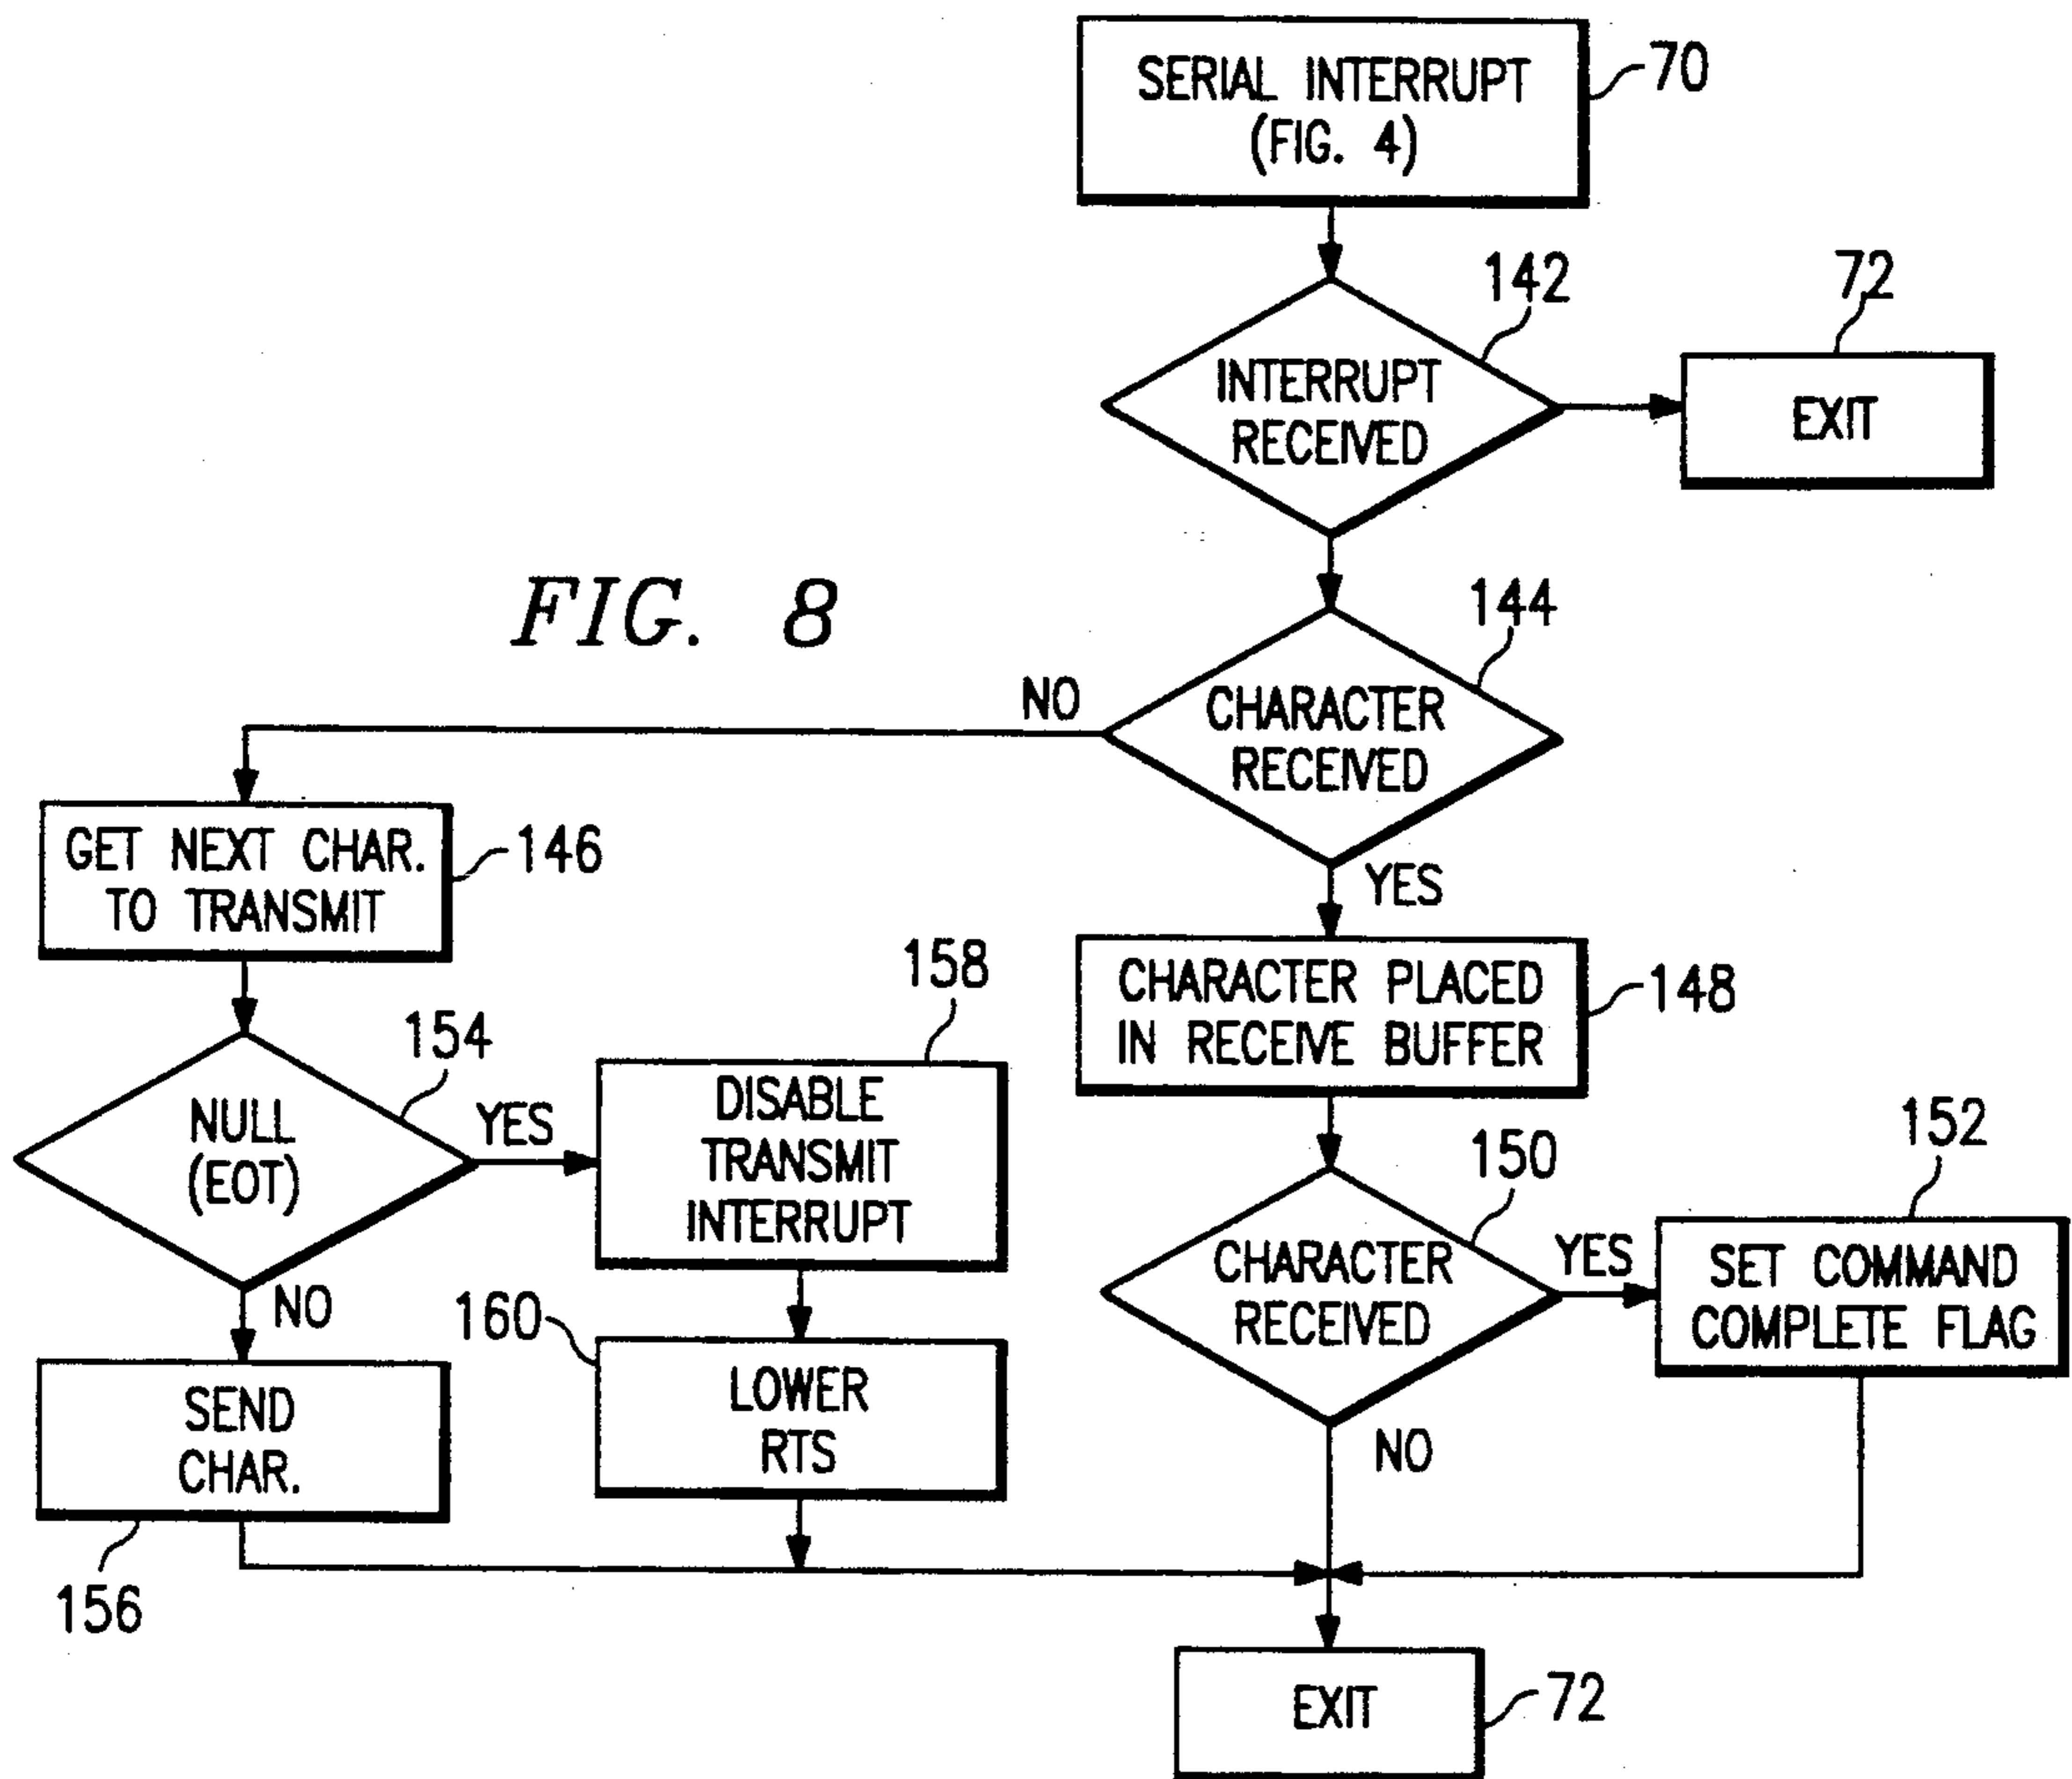 SERIAL INTERRUPT
(FIG. 4)
70
142
INTERRUPT
RECEIVED
72
EXIT
FIG. 8
144
CHARACTER
RECEIVED
NO
YES
GET NEXT CHAR.
TO TRANSMIT
146
CHARACTER PLACED
IN RECEIVE BUFFER
148
154
NULL
(EOT)
YES
NO
158
DISABLE
TRANSMIT
INTERRUPT
150
CHARACTER
RECEIVED
YES
NO
152
SET COMMAND
COMPLETE FLAG
160
LOWER
RTS
SEND
CHAR.
156
EXIT
72